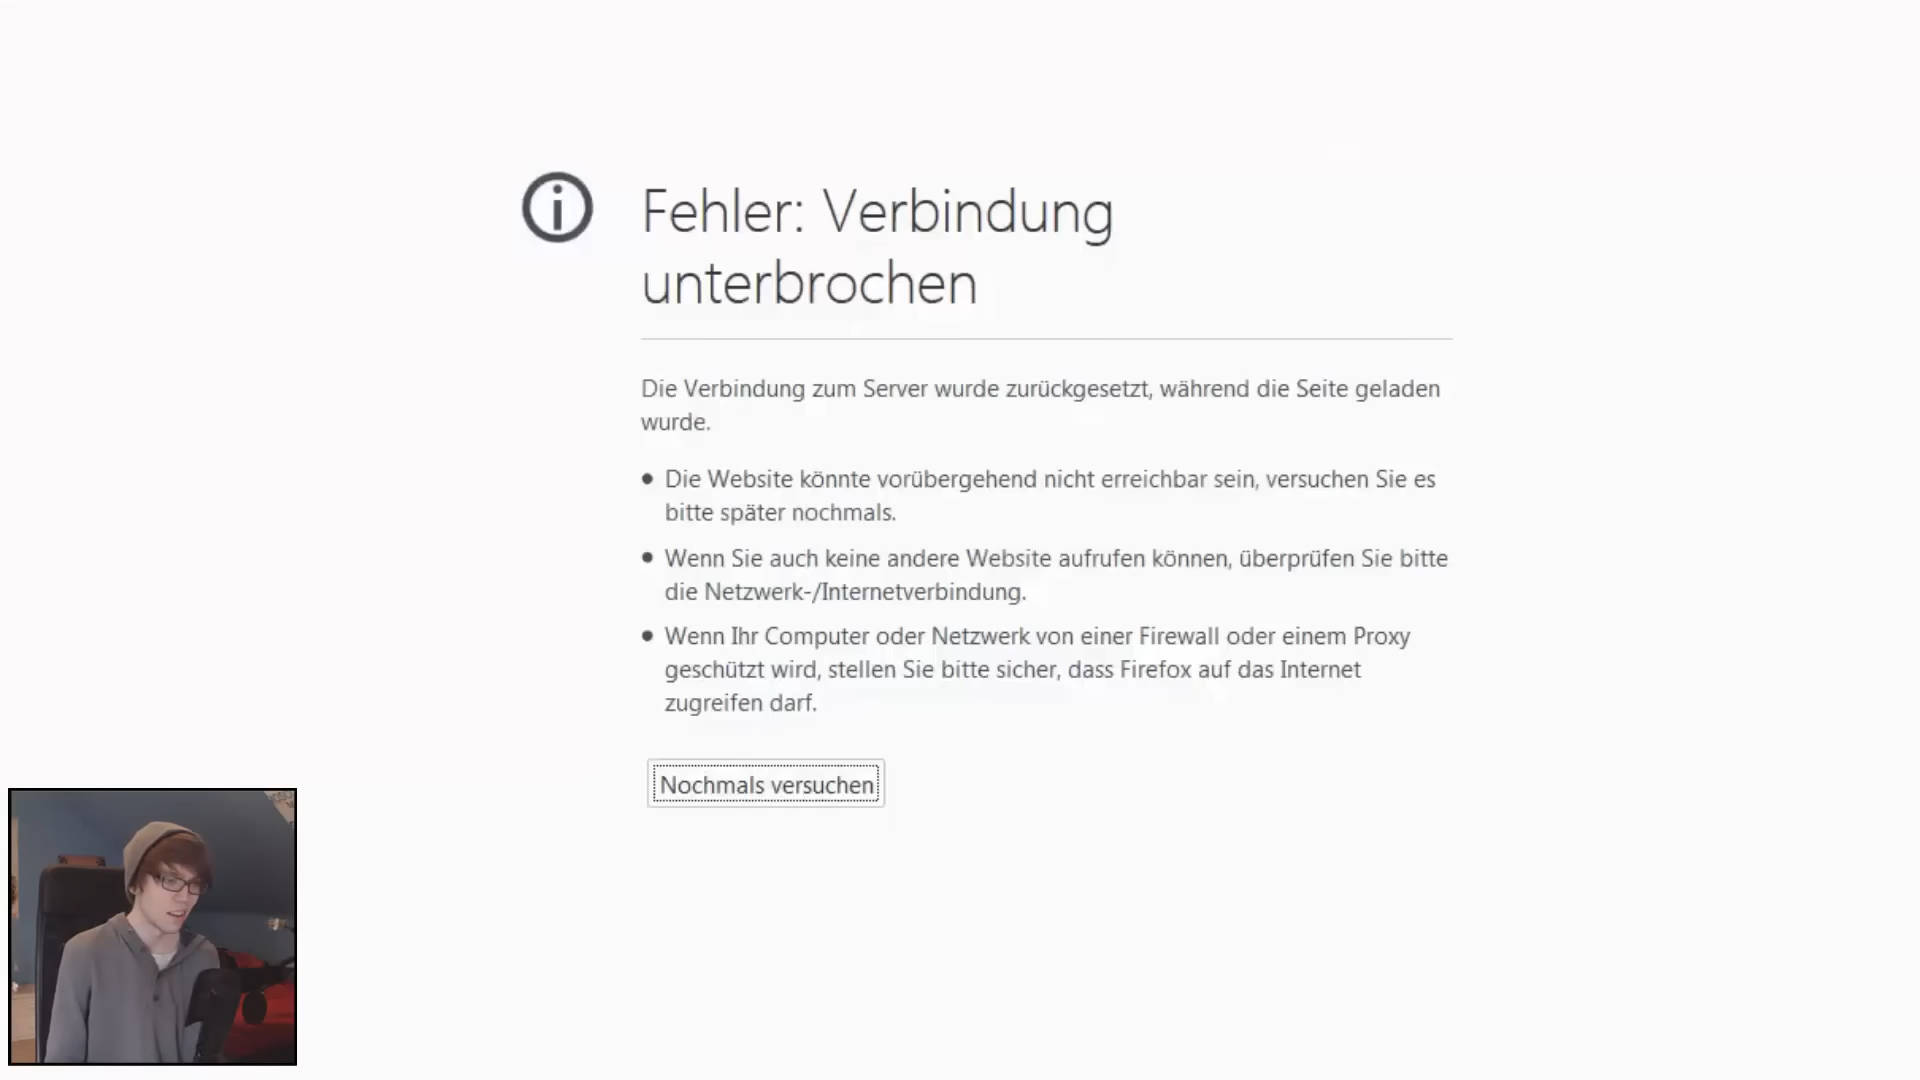 Fehler: Verbindung
unterbrochen
Die Verbindung zum Server wurde zurückgesetzt, während die Seite geladen
wurde.
• Die Website könnte vorübergehend nicht erreichbar sein, versuchen Sie es
bitte später nochmals.
• Wenn Sie auch keine andere Website aufrufen können, überprüfen Sie bitte
die Netzwerk-/Internetverbindung.
• Wenn Ihr Computer oder Netzwerk von einer Firewall oder einem Proxy
geschützt wird, stellen Sie bitte sicher, dass Firefox auf das Internet
zugreifen darf.
Nochmals versuchen